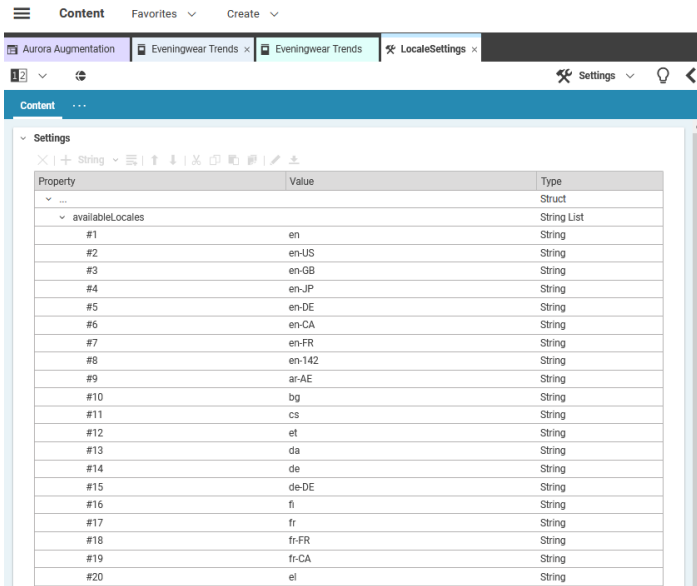 Content Favorites Create
Aurora Augmentation Eveningwear Trends × Eveningwear Trends LocaleSettings ×
12 Settings
Content ...
Settings
String
Property Value Type
... Struct
availableLocales String List
#1 en String
#2 en-US String
#3 en-GB String
#4 en-JP String
#5 en-DE String
#6 en-CA String
#7 en-FR String
#8 en-142 String
#9 ar-AE String
#10 bg String
#11 cs String
#12 et String
#13 da String
#14 de String
#15 de-DE String
#16 fi String
#17 fr String
#18 fr-FR String
#19 fr-CA String
#20 el String